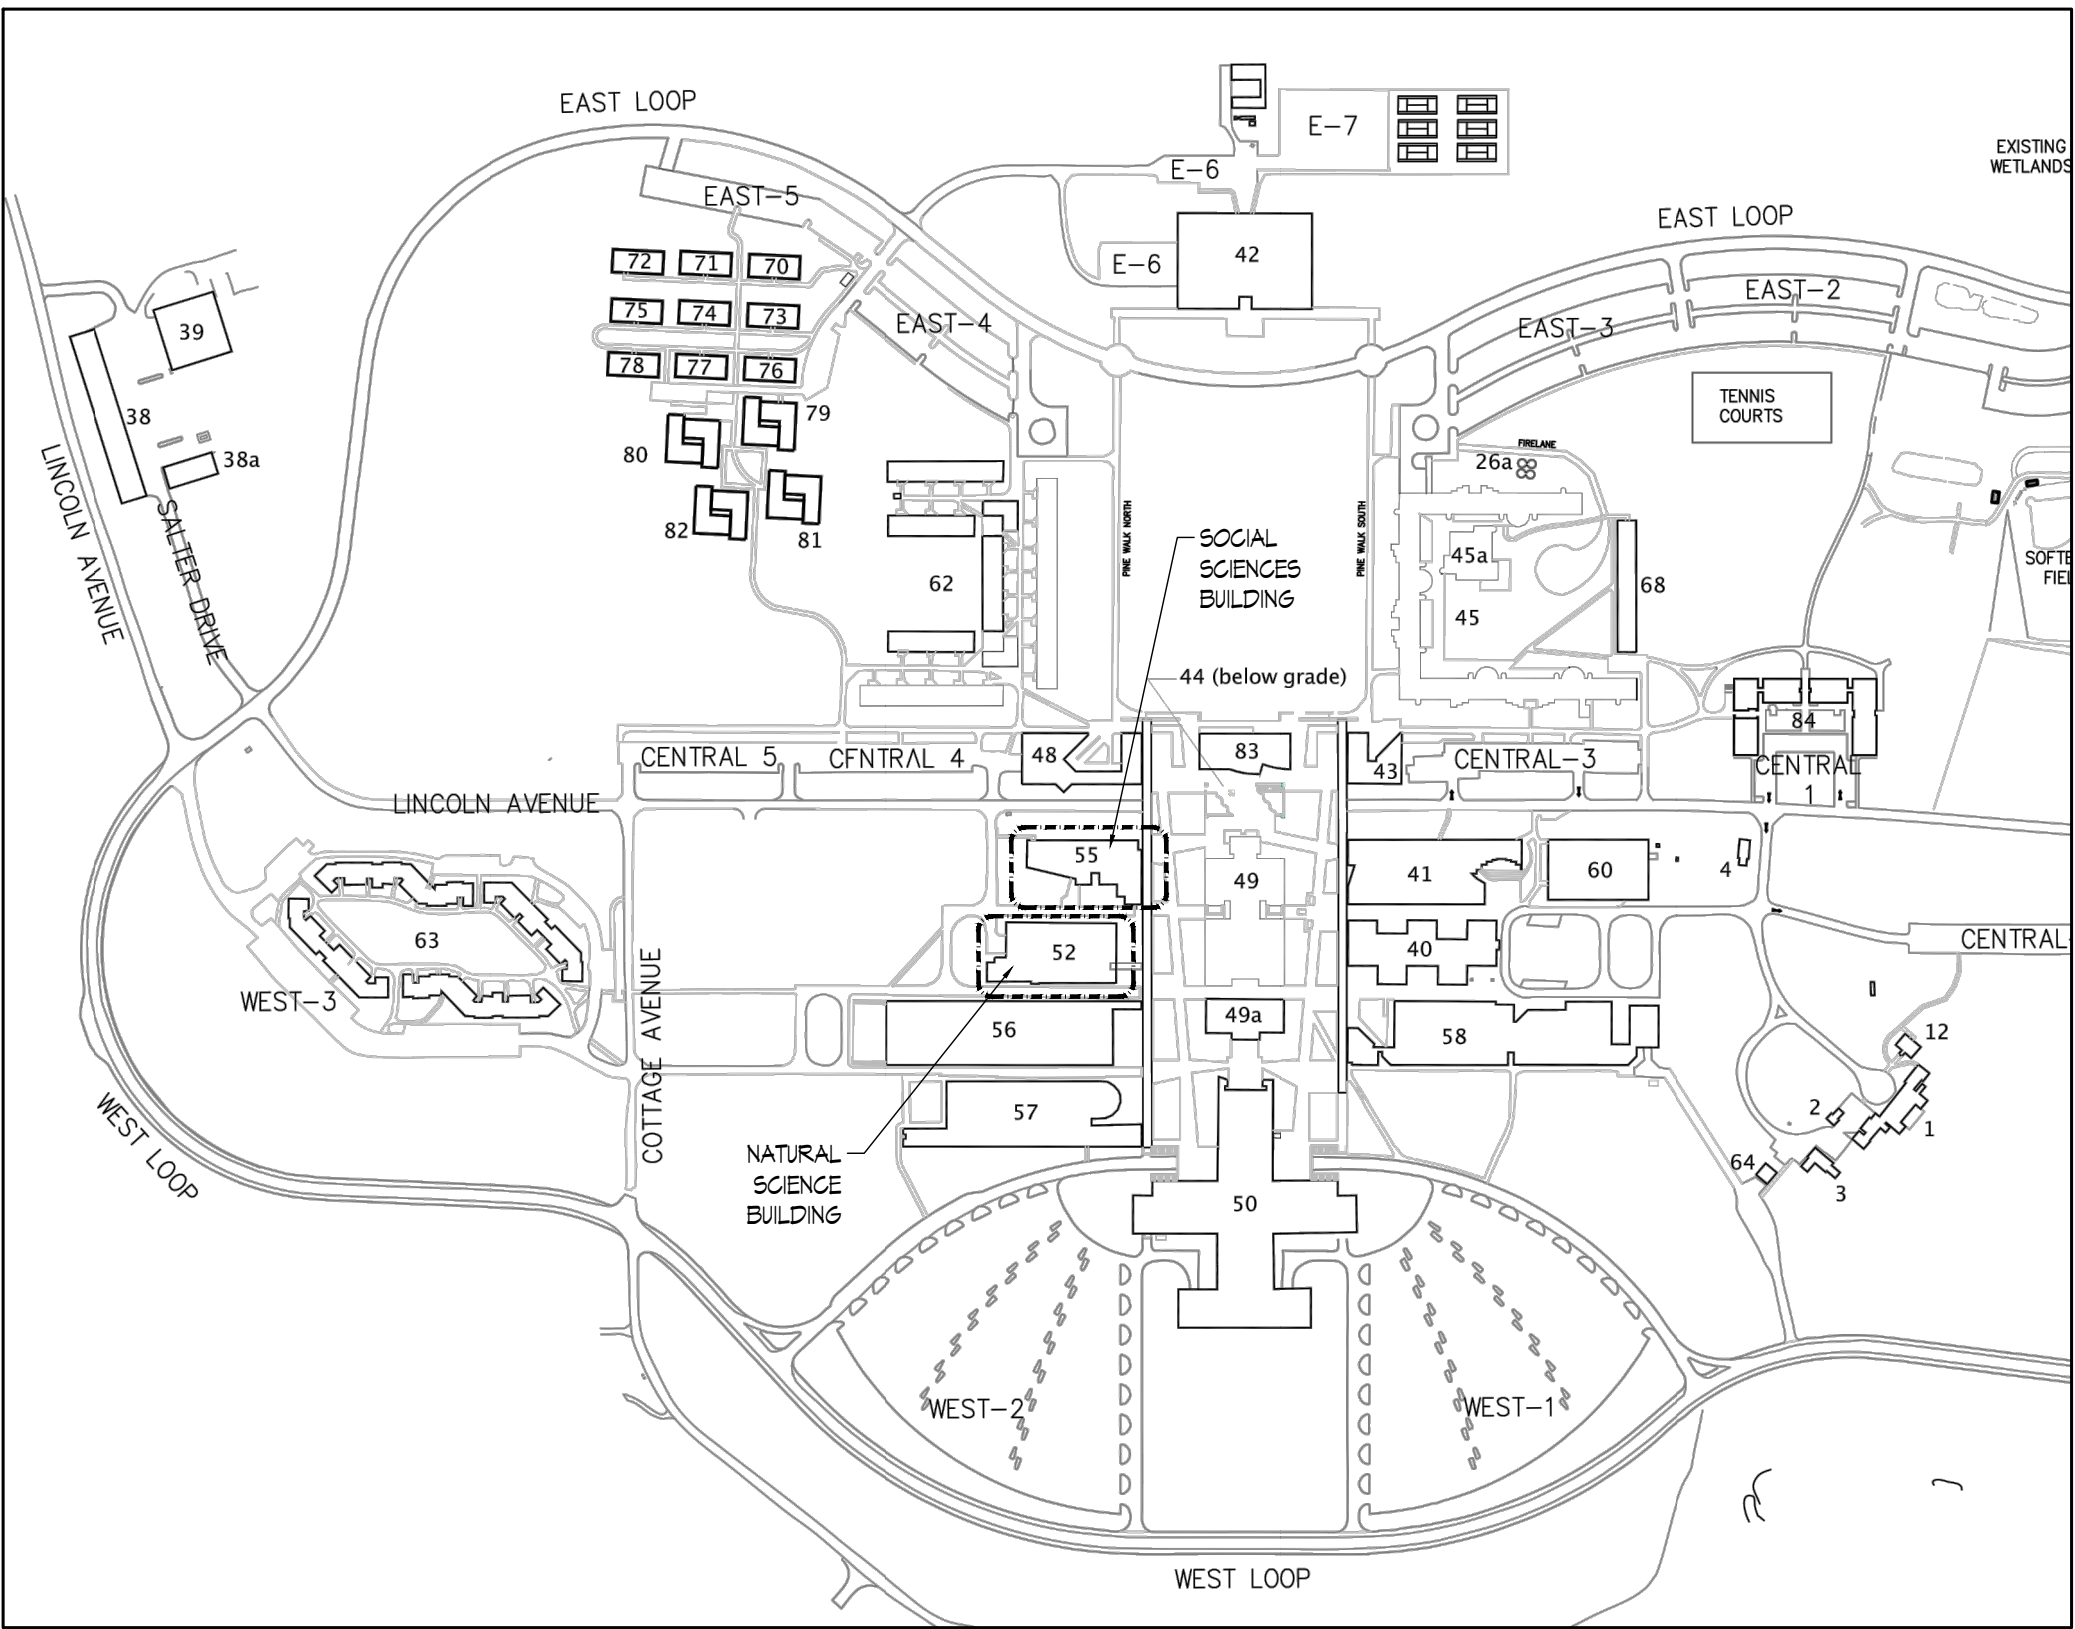 EAST LOOP
E-7
EXISTING
WETLANDS
E-6
EAST-5
EAST LOOP
72
71
70
E-6
42
EAST-2
75
74
73
EAST-4
EAST-3
39
78
77
76
TENNIS
COURTS
38
79
80
FIRELANE
38a
26a
LINCOLN AVENUE
SALTER DRIVE
82
81
PINE WALK NORTH
PINE WALK SOUTH
SOCIAL
SCIENCES
BUILDING
45a
SOFTB
FIEL
62
68
45
44 (below grade)
84
CENTRAL 5
CENTRAL 4
48
83
43
CENTRAL-3
CENTRAL
1
LINCOLN AVENUE
55
49
41
60
4
63
52
40
CENTRAL-
WEST-3
COTTAGE AVENUE
56
49a
58
12
57
2
1
WEST LOOP
NATURAL
SCIENCE
BUILDING
64
3
50
WEST-2
WEST-1
WEST LOOP